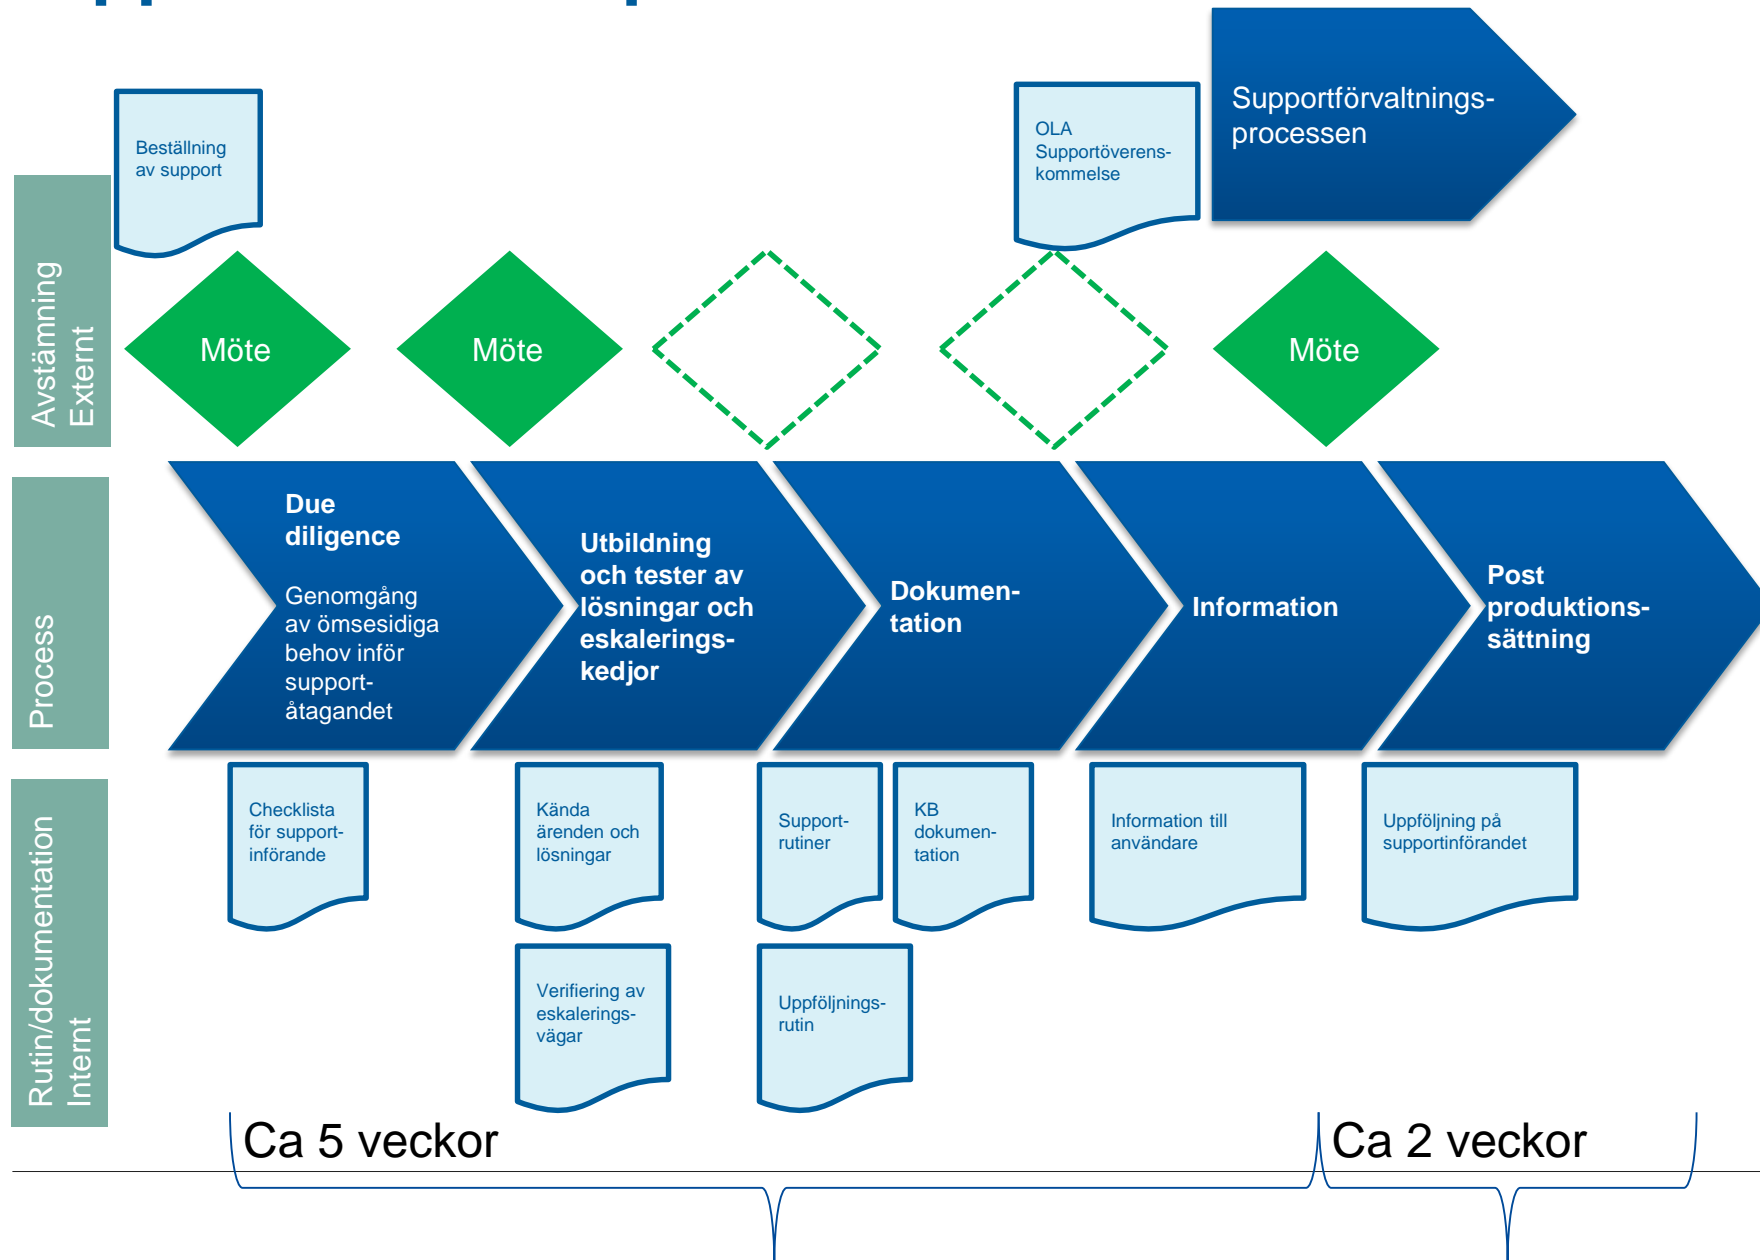 Beställning
av support
OLA
Supportöverens-
kommelse
Supportförvaltnings-
processen
Avstämning
Externt
Möte
Möte
Möte
Process
Due
diligence
Genomgång
av ömsesidiga
behov inför
support-
åtagandet
Utbildning
och tester av
lösningar och
eskalerings-
kedjor
Dokumen-
tation
Information
Post
produktions-
sättning
Rutin/dokumentation
Internt
Checklista
för support-
införande
Kända
ärenden och
lösningar
Support-
rutiner
KB
dokumen-
tation
Information till
användare
Uppföljning på
supportinförandet
Verifiering av
eskalerings-
vägar
Uppföljnings-
rutin
Ca 5 veckor
Ca 2 veckor